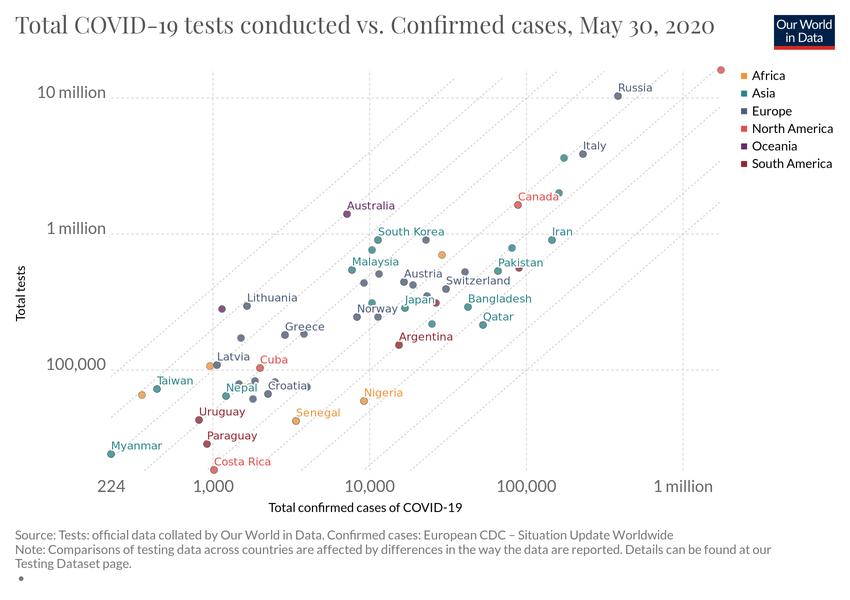 Total COVID-19 tests conducted vs. Confirmed cases, May 30, 2020
Our World
in Data
10 million
1 million
100,000
Total tests
224
1,000
10,000
100,000
1 million
Total confirmed cases of COVID-19
Africa
Asia
Europe
North America
Oceania
South America
Russia
Italy
Canada
Australia
South Korea
Iran
Malaysia
Pakistan
Austria
Switzerland
Lithuania
Japan
Bangladesh
Norway
Qatar
Greece
Argentina
Latvia
Cuba
Taiwan
Nepal
Croatia
Nigeria
Uruguay
Senegal
Paraguay
Myanmar
Costa Rica
Source: Tests: official data collated by Our World in Data. Confirmed cases: European CDC – Situation Update Worldwide
Note: Comparisons of testing data across countries are affected by differences in the way the data are reported. Details can be found at our
Testing Dataset page.